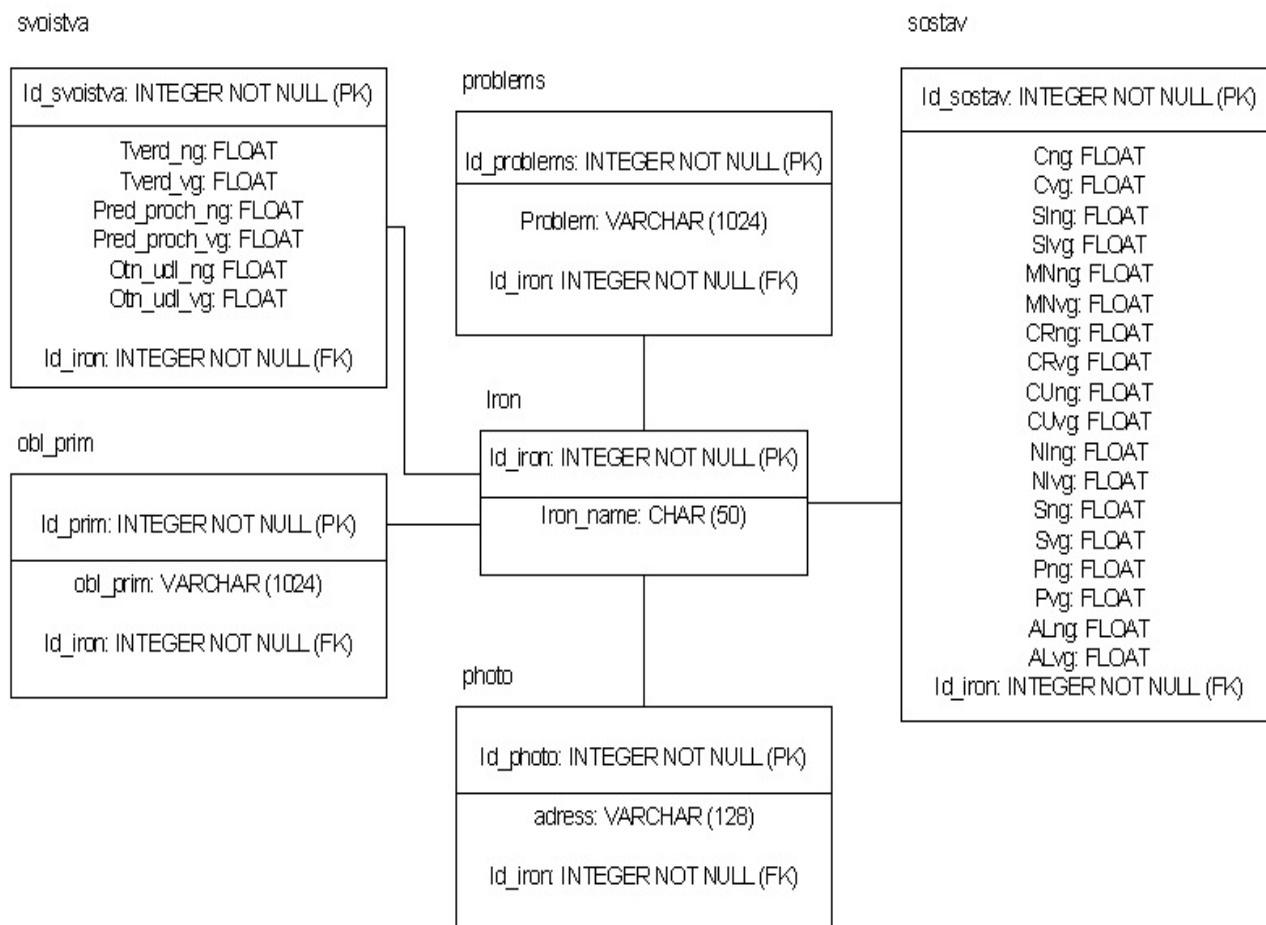 svoistva
Id_svoistva: INTEGER NOT NULL (PK)
Tverd_ng: FLOAT
Tverd_vg: FLOAT
Pred_proch_ng: FLOAT
Pred_proch_vg: FLOAT
Otn_udl_ng: FLOAT
Otn_udl_vg: FLOAT
Id_iron: INTEGER NOT NULL (FK)
obl_prim
Id_prim: INTEGER NOT NULL (PK)
obl_prim: VARCHAR (1024)
Id_iron: INTEGER NOT NULL (FK)
problems
Id_problems: INTEGER NOT NULL (PK)
Problem: VARCHAR (1024)
Id_iron: INTEGER NOT NULL (FK)
Iron
Id_iron: INTEGER NOT NULL (PK)
Iron_name: CHAR (50)
photo
Id_photo: INTEGER NOT NULL (PK)
adress: VARCHAR (128)
Id_iron: INTEGER NOT NULL (FK)
sostav
Id_sostav: INTEGER NOT NULL (PK)
Cng: FLOAT
Cvg: FLOAT
SIng: FLOAT
SIvg: FLOAT
MNng: FLOAT
MNvg: FLOAT
CRng: FLOAT
CRvg: FLOAT
CUng: FLOAT
CUvg: FLOAT
NIng: FLOAT
NIvg: FLOAT
Sng: FLOAT
Svg: FLOAT
Png: FLOAT
Pvg: FLOAT
ALng: FLOAT
ALvg: FLOAT
Id_iron: INTEGER NOT NULL (FK)